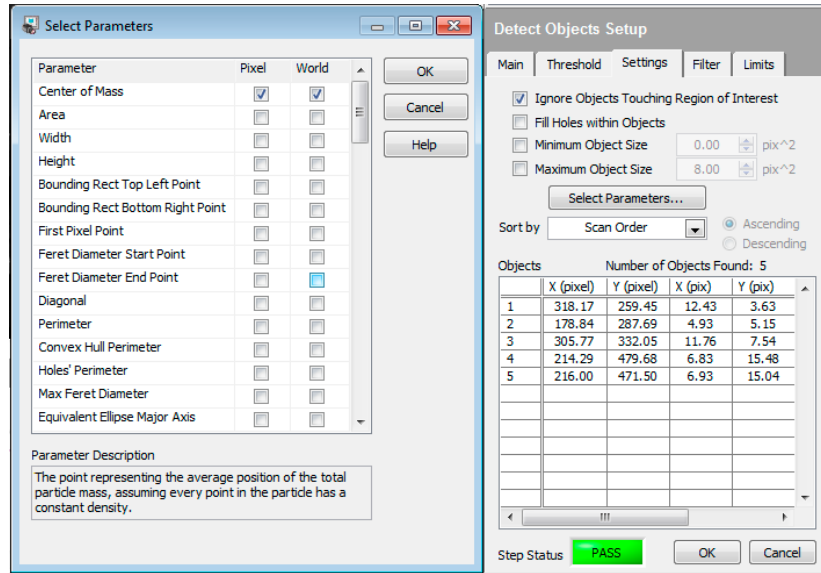 Select Parameters
Parameter Pixel World
Center of Mass
Area
Width
Height
Bounding Rect Top Left Point
Bounding Rect Bottom Right Point
First Pixel Point
Feret Diameter Start Point
Feret Diameter End Point
Diagonal
Perimeter
Convex Hull Perimeter
Holes' Perimeter
Max Feret Diameter
Equivalent Ellipse Major Axis
OK
Cancel
Help
Parameter Description
The point representing the average position of the total
particle mass, assuming every point in the particle has a
constant density.
Detect Objects Setup
Main Threshold Settings Filter Limits
Ignore Objects Touching Region of Interest
Fill Holes within Objects
Minimum Object Size 0.00 pix^2
Maximum Object Size 8.00 pix^2
Select Parameters...
Sort by Scan Order Ascending
Descending
Objects Number of Objects Found: 5
X (pixel) Y (pixel) X (pix) Y (pix)
1 318.17 259.45 12.43 3.63
2 178.84 287.69 4.93 5.15
3 305.77 332.05 11.76 7.54
4 214.29 479.68 6.83 15.48
5 216.00 471.50 6.93 15.04
Step Status PASS OK Cancel